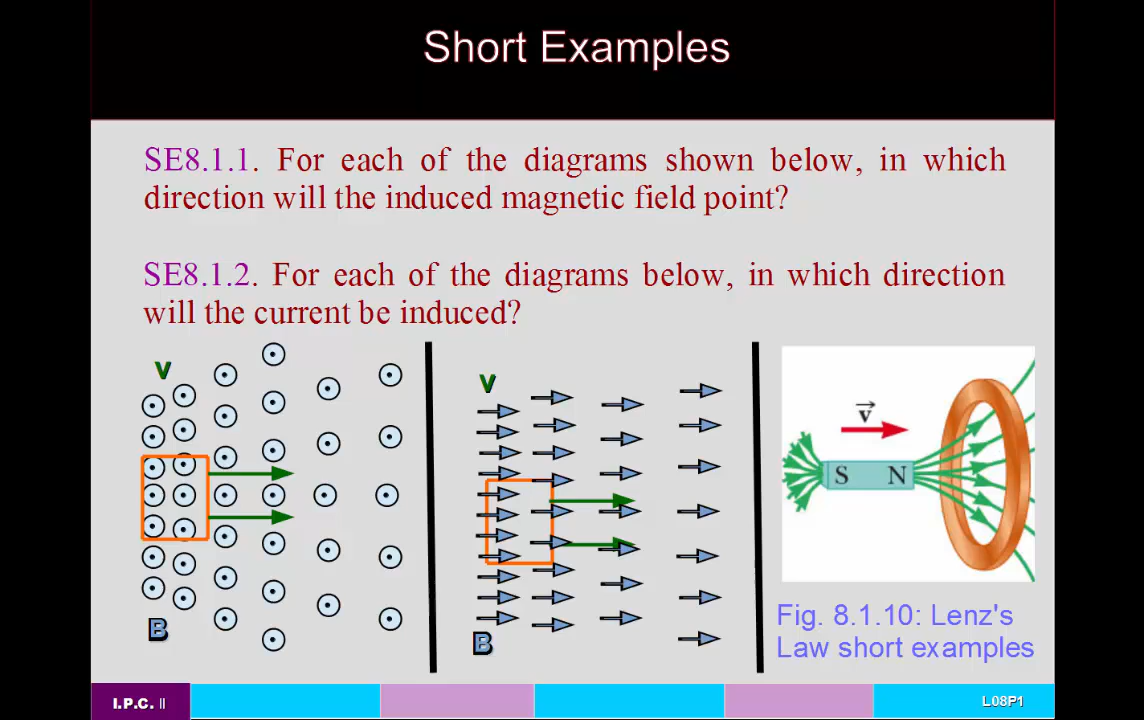 Short Examples
SE8.1.1. For each of the diagrams shown below, in which
direction will the induced magnetic field point?
SE8.1.2. For each of the diagrams below, in which direction
will the current be induced?
V
B
V
B
v
S N
Fig. 8.1.10: Lenz's
Law short examples
I.P.C. II
L08P1